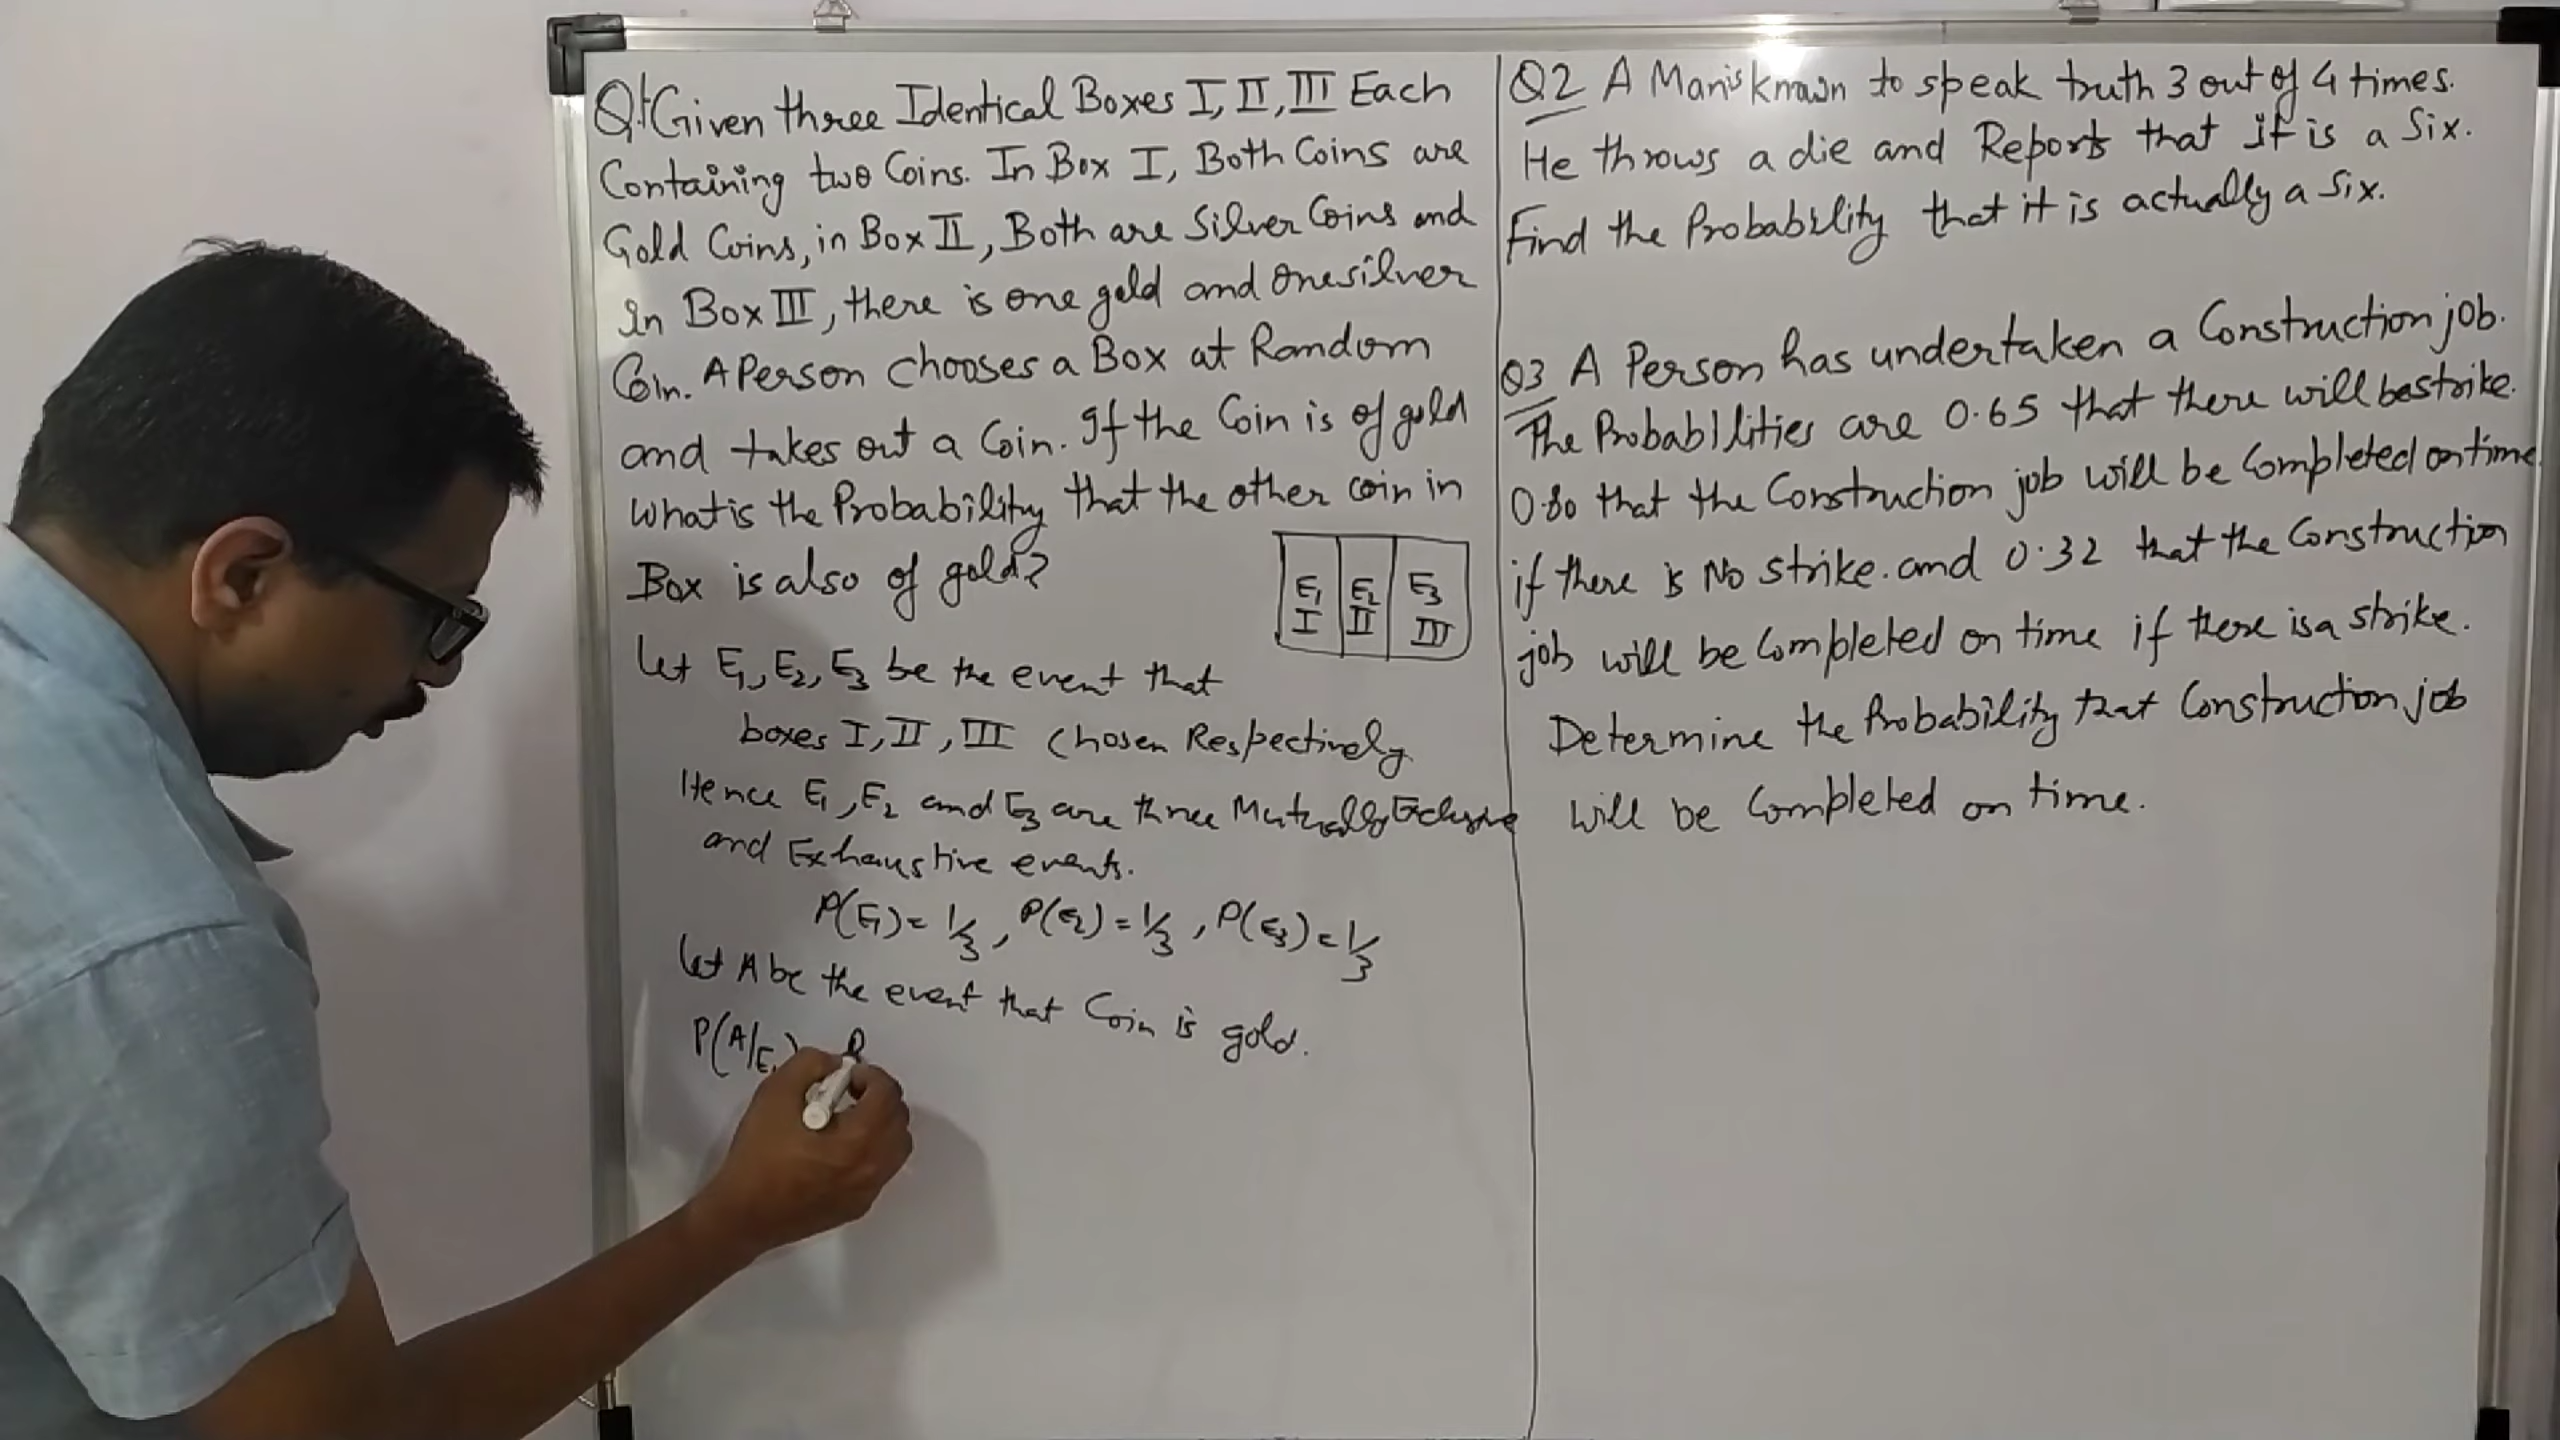 Q.1 Given three Identical Boxes I, II, III Each
Containing two Coins. In Box I, Both Coins are
Gold Coins, in Box II, Both are Silver Coins and
in Box III, there is one gold and one silver
Coin. A Person chooses a Box at Random
and takes out a Coin. If the Coin is of gold
what is the Probability that the other coin in
Box is also of gold?
E1 E2 E3
I II III
Let E1, E2, E3 be the event that
boxes I, II, III chosen Respectively
Hence E1, E2 and E3 are three Mutually Exclusive
and Exhaustive events.
P(E1) = 1/3, P(E2) = 1/3, P(E3) = 1/3
Let A be the event that Coin is gold.
P(A/E1)
Q2 A Man is known to speak truth 3 out of 4 times.
He throws a die and Reports that it is a Six.
Find the Probability that it is actually a Six.
Q3 A Person has undertaken a Construction job.
The Probabilities are 0.65 that there will be strike.
0.80 that the Construction job will be Completed on time
if there is No strike. and 0.32 that the Construction
job will be Completed on time if there is a strike.
Determine the Probability that Construction job
will be Completed on time.